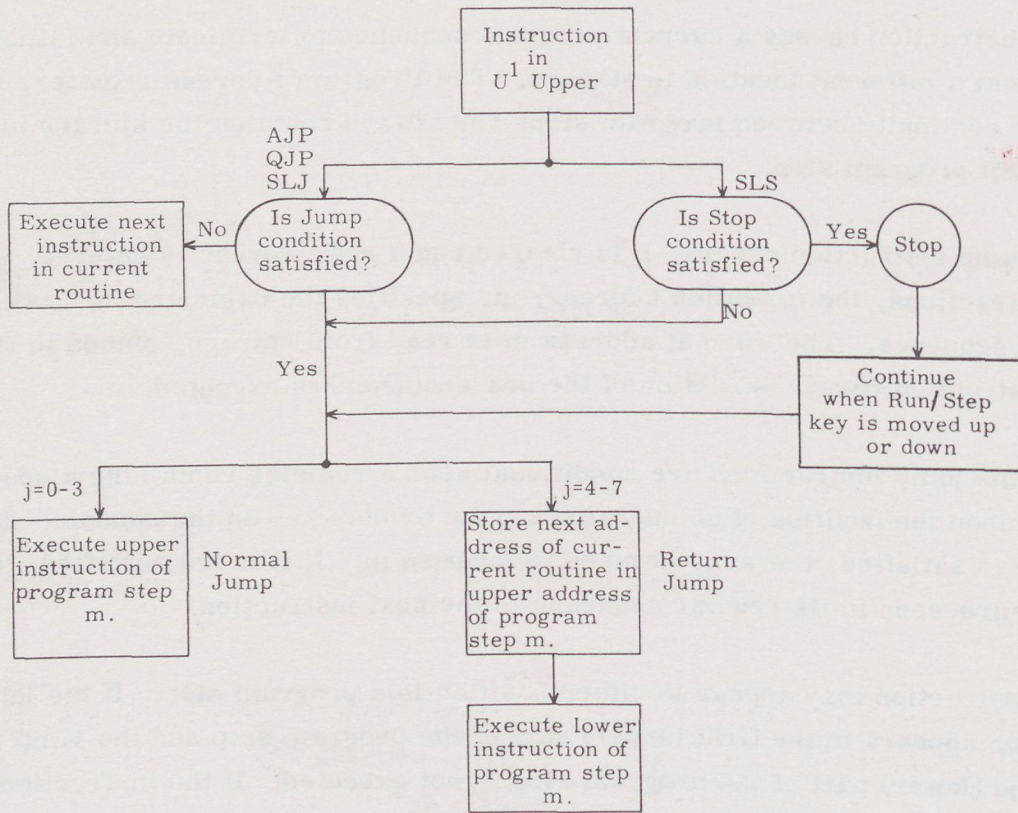 Instruction
in
U¹ Upper
AJP
QJP
SLJ
SLS
Execute next
instruction
in current
routine
No
Is Jump
condition
satisfied?
Is Stop
condition
satisfied?
Yes
Stop
No
Yes
Continue
when Run/Step
key is moved up
or down
j=0-3
j=4-7
Execute upper
instruction of
program step
m.
Normal
Jump
Store next ad-
dress of cur-
rent routine in
upper address
of program
step m.
Return
Jump
Execute lower
instruction of
program step
m.